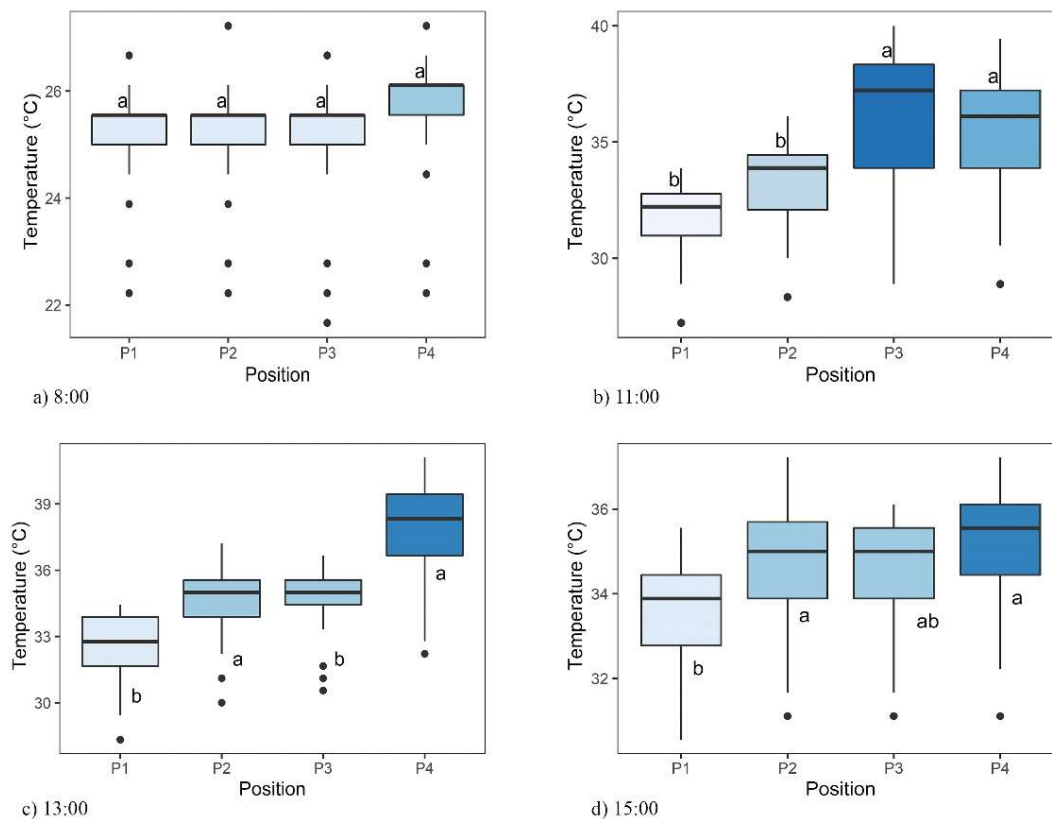 26
24
22
Temperature (°C)
a
a
a
a
P1
P2
P3
P4
Position
a) 8:00
40
35
30
Temperature (°C)
b
b
a
a
P1
P2
P3
P4
Position
b) 11:00
39
36
33
30
Temperature (°C)
b
a
b
a
P1
P2
P3
P4
Position
c) 13:00
36
34
32
Temperature (°C)
b
a
ab
a
P1
P2
P3
P4
Position
d) 15:00